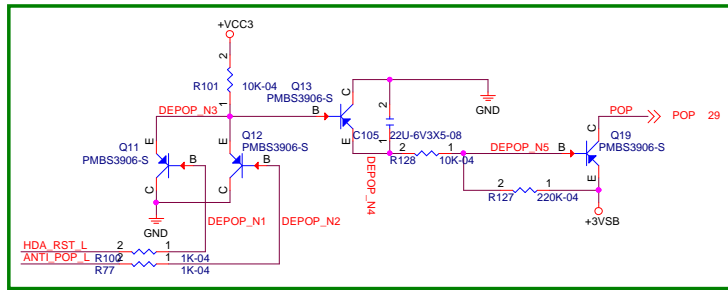 +VCC3
2
R101
10K-04
1
DEPOP_N3
Q13
PMBS3906-S
B
C
E
2
C105
22U-6V3X5-08
1
GND
DEPOP_N4
2
R128
1
10K-04
DEPOP_N5
B
Q19
PMBS3906-S
C
E
POP
POP 29
2
R127
1
220K-04
+3VSB
Q11
PMBS3906-S
E
B
C
Q12
PMBS3906-S
E
B
C
GND
DEPOP_N1
DEPOP_N2
HDA_RST_L
2
R100
1
1K-04
ANTI_POP_L
2
R77
1
1K-04